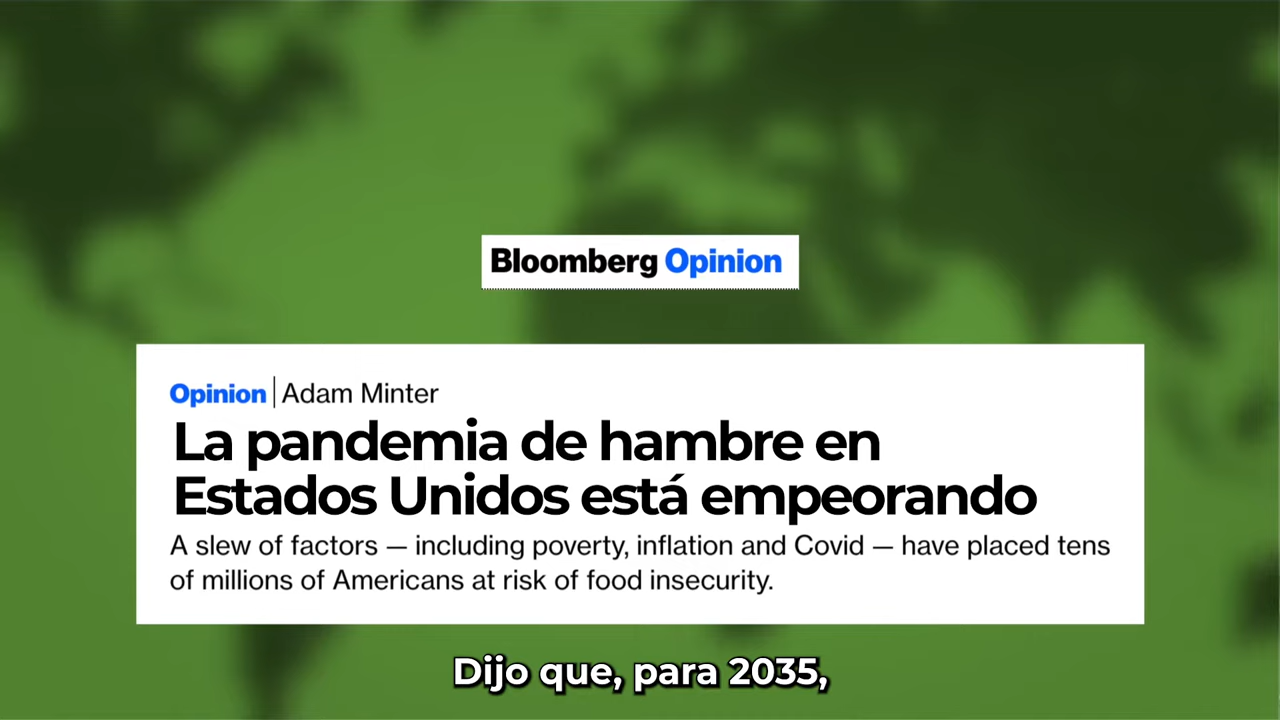 Bloomberg Opinion
Opinion | Adam Minter
La pandemia de hambre en
Estados Unidos está empeorando
A slew of factors — including poverty, inflation and Covid — have placed tens
of millions of Americans at risk of food insecurity.
Dijo que, para 2035,